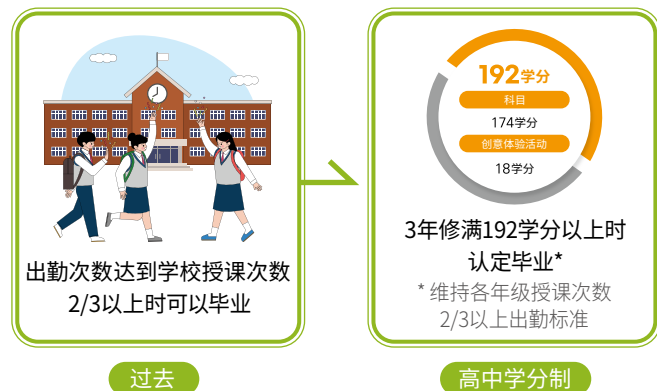 出勤次数达到学校授课次数
2/3以上时可以毕业
过去
192学分
科目
174学分
创意体验活动
18学分
3年修满192学分以上时
认定毕业*
* 维持各年级授课次数
2/3以上出勤标准
高中学分制